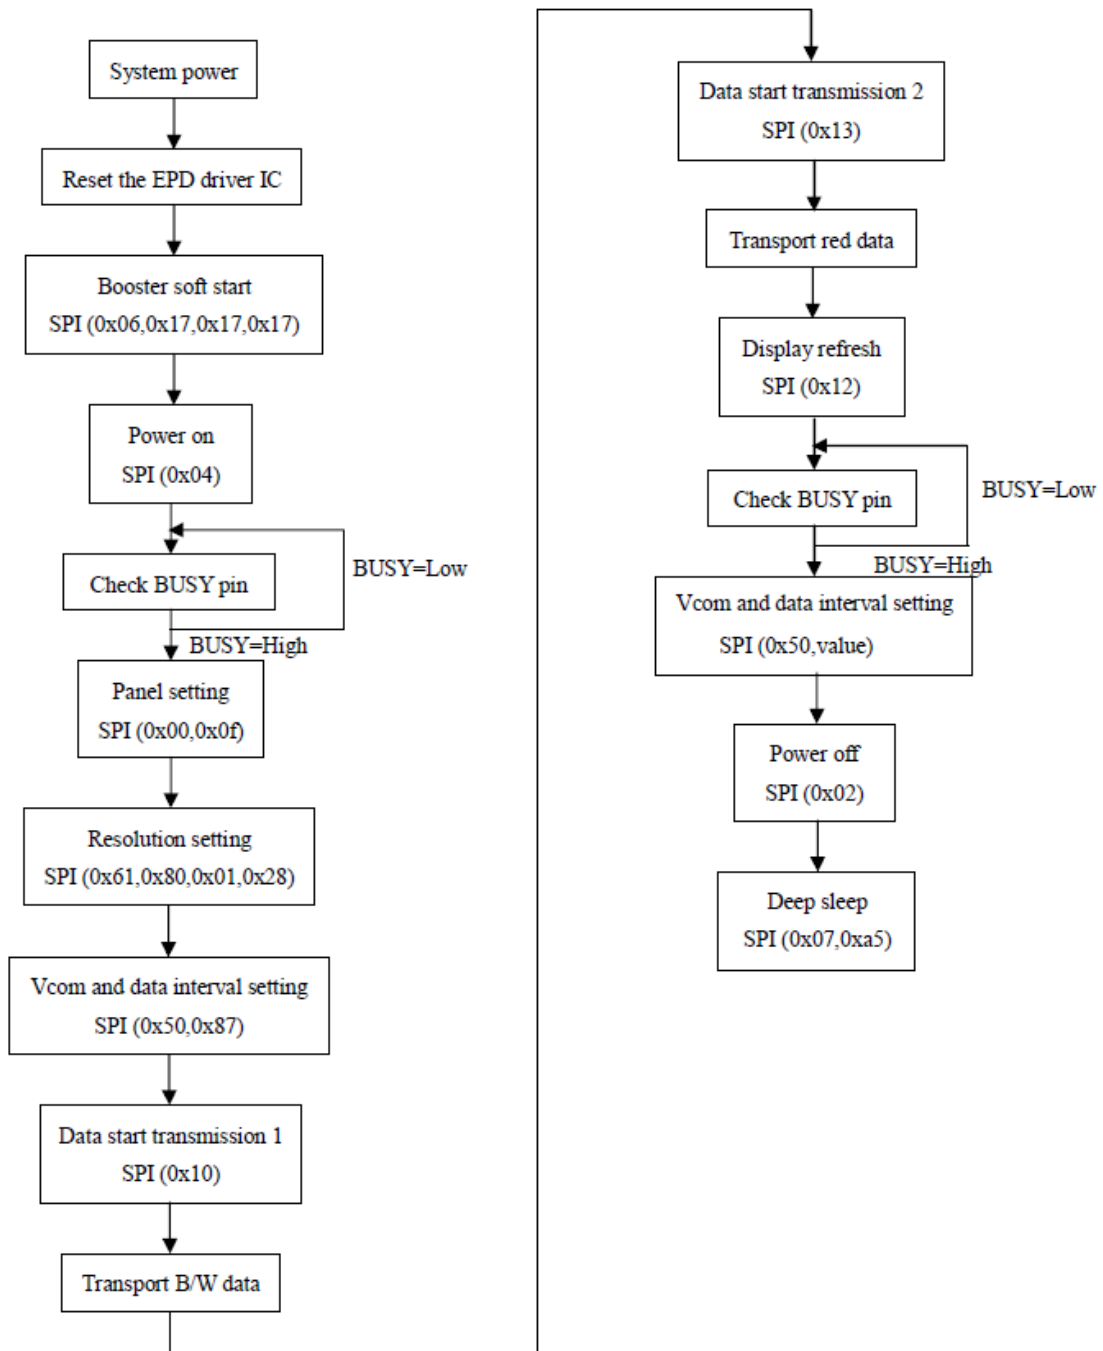 System power
Reset the EPD driver IC
Booster soft start
SPI (0x06,0x17,0x17,0x17)
Power on
SPI (0x04)
BUSY=Low
Check BUSY pin
BUSY=High
Panel setting
SPI (0x00,0x0f)
Resolution setting
SPI (0x61,0x80,0x01,0x28)
Vcom and data interval setting
SPI (0x50,0x87)
Data start transmission 1
SPI (0x10)
Transport B/W data
Data start transmission 2
SPI (0x13)
Transport red data
Display refresh
SPI (0x12)
BUSY=Low
Check BUSY pin
BUSY=High
Vcom and data interval setting
SPI (0x50,value)
Power off
SPI (0x02)
Deep sleep
SPI (0x07,0xa5)